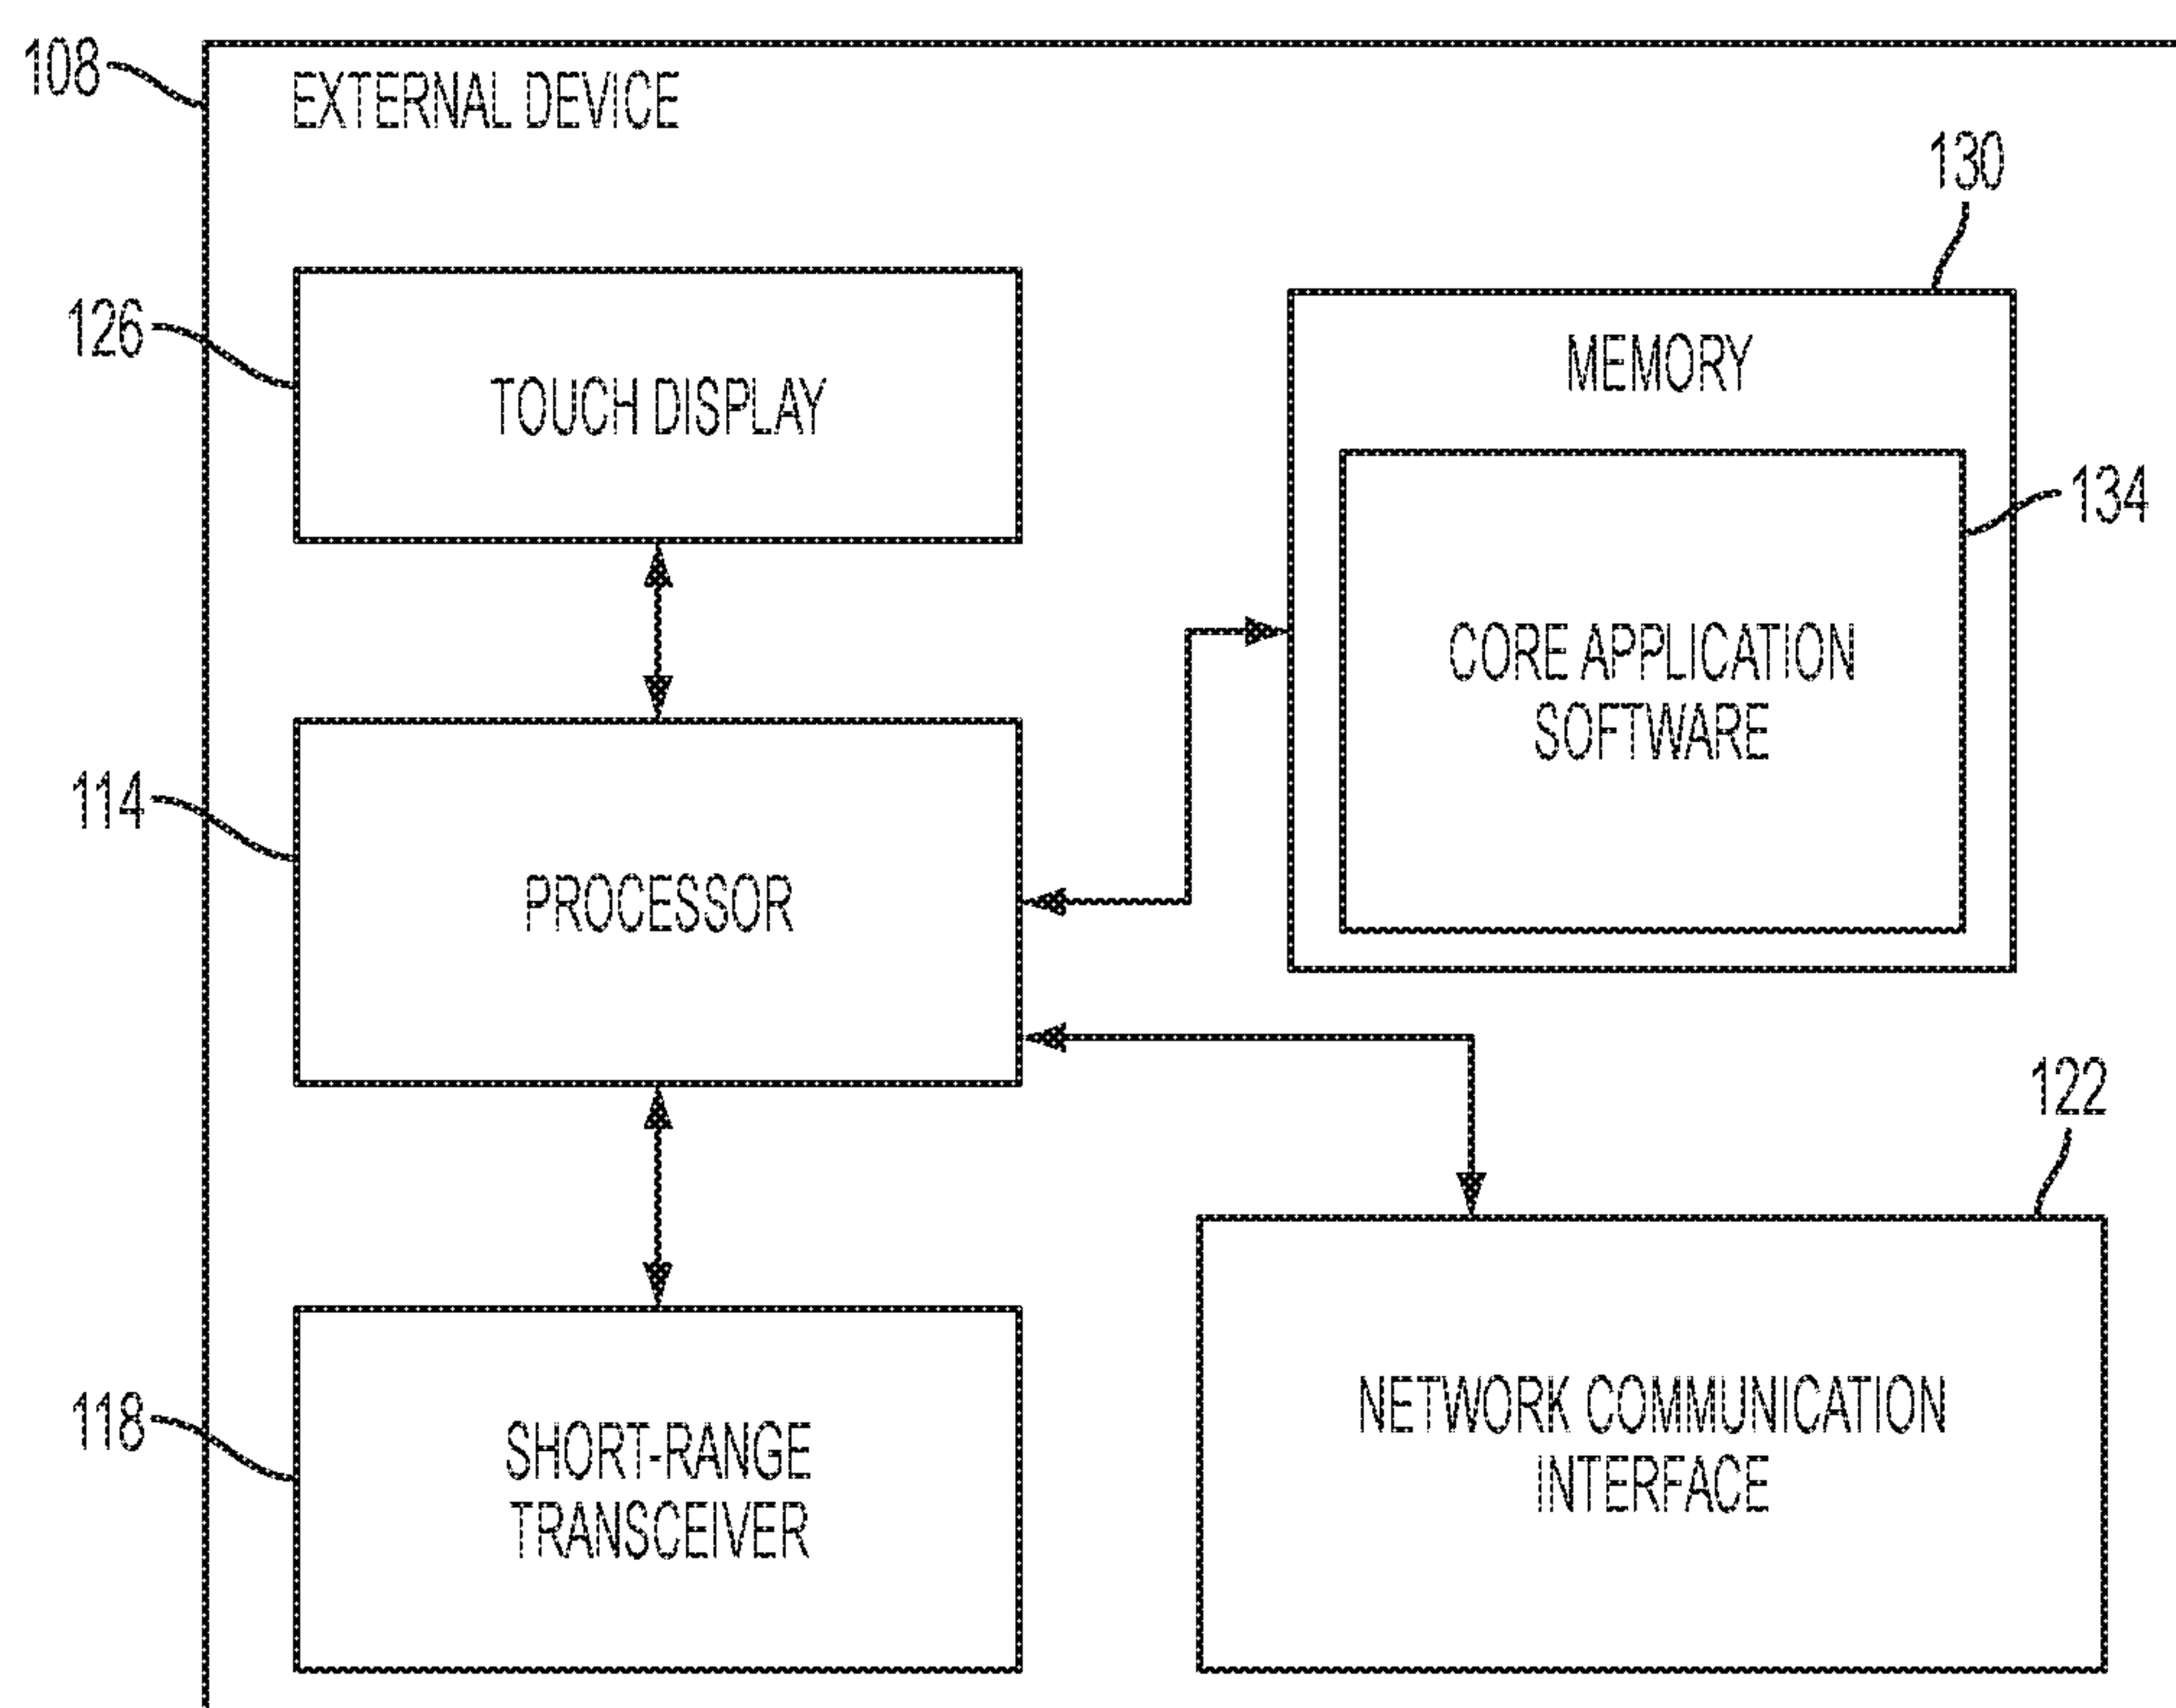 108
EXTERNAL DEVICE
130
126
TOUCH DISPLAY
MEMORY
134
CORE APPLICATION
SOFTWARE
114
PROCESSOR
122
118
SHORT-RANGE
TRANSCEIVER
NETWORK COMMUNICATION
INTERFACE